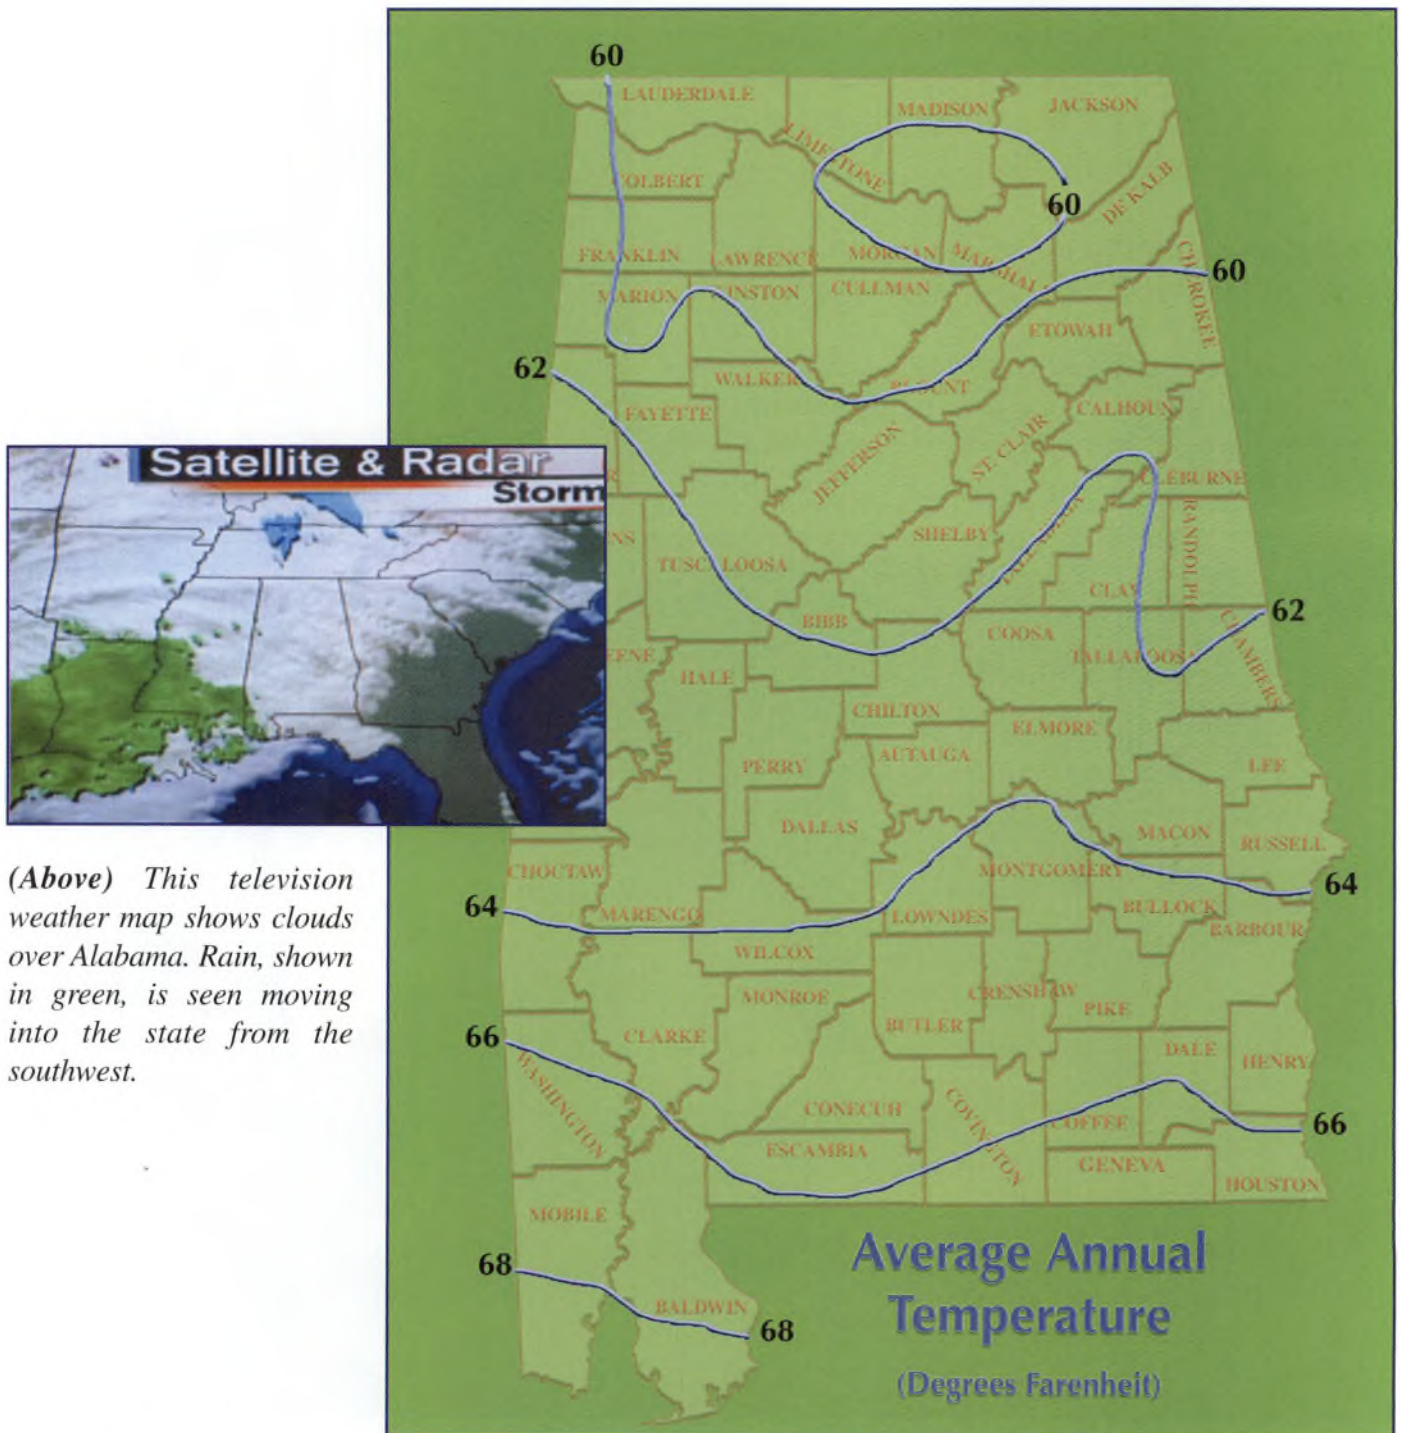 60
LAUDERDALE
MADISON
JACKSON
LIMESTONE
COLBERT
DE KALB
60
FRANKLIN
LAWRENCE
MORGAN
MARSHALL
CHEROKEE
60
MARION
WINSTON
CULLMAN
ETOWAH
62
WALKER
BLOUNT
FAYETTE
CALHOUN
JEFFERSON
ST. CLAIR
CLEBURNE
Satellite & Radar
Storm
SHELBY
TALLADEGA
RANDOLPH
TUSCALOOSA
CLAY
BIBB
62
COOSA
TALLAPOOSA
CHAMBERS
HALE
CHILTON
ELMORE
PERRY
AUTAUGA
LEE
DALLAS
MACON
RUSSELL
CHOCTAW
MONTGOMERY
64
64
MARENGO
LOWNDES
BULLOCK
BARBOUR
WILCOX
MONROE
CRENSHAW
PIKE
BUTLER
66
CLARKE
DALE
HENRY
WASHINGTON
CONECUH
COVINGTON
COFFEE
66
ESCAMBIA
GENEVA
HOUSTON
MOBILE
68
BALDWIN
68
(Above) This television
weather map shows clouds
over Alabama. Rain, shown
in green, is seen moving
into the state from the
southwest.
Average Annual
Temperature
(Degrees Farenheit)